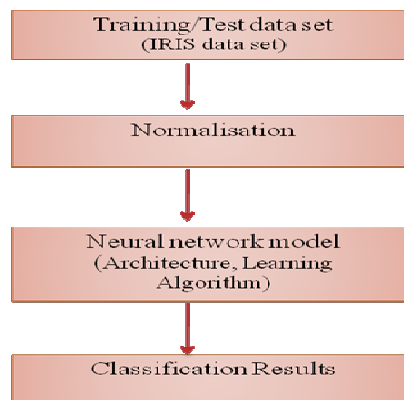 Training/Test data set
(IRIS data set)
Normalisation
Neural network model
(Architecture, Learning
Algorithm)
Classification Results